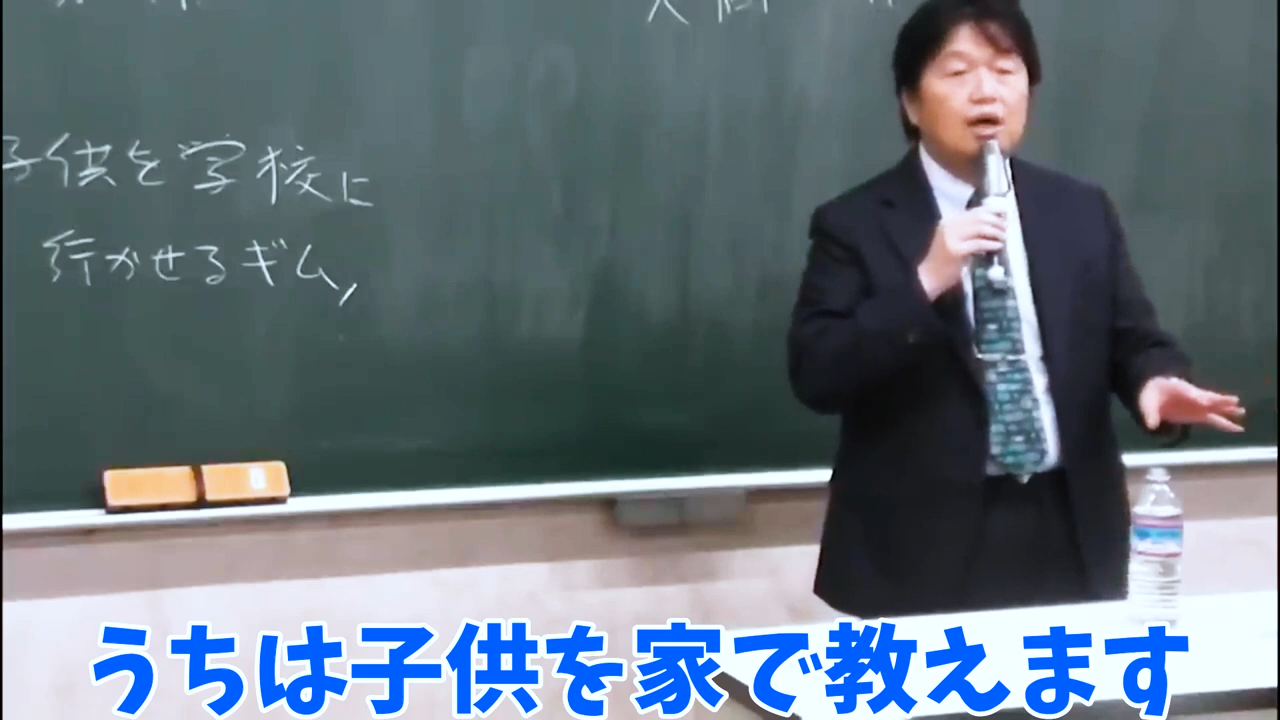 子供を学校に
行かせるギム,
うちは子供を家で教えます